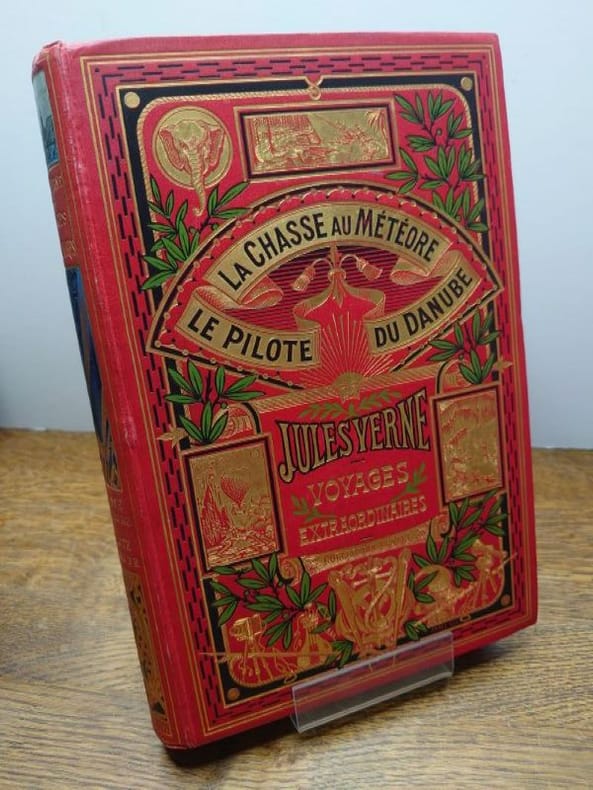 LA CHASSE AU MÉTÉORE
LE PILOTE DU DANUBE
JULES VERNE
VOYAGES
EXTRAORDINAIRES